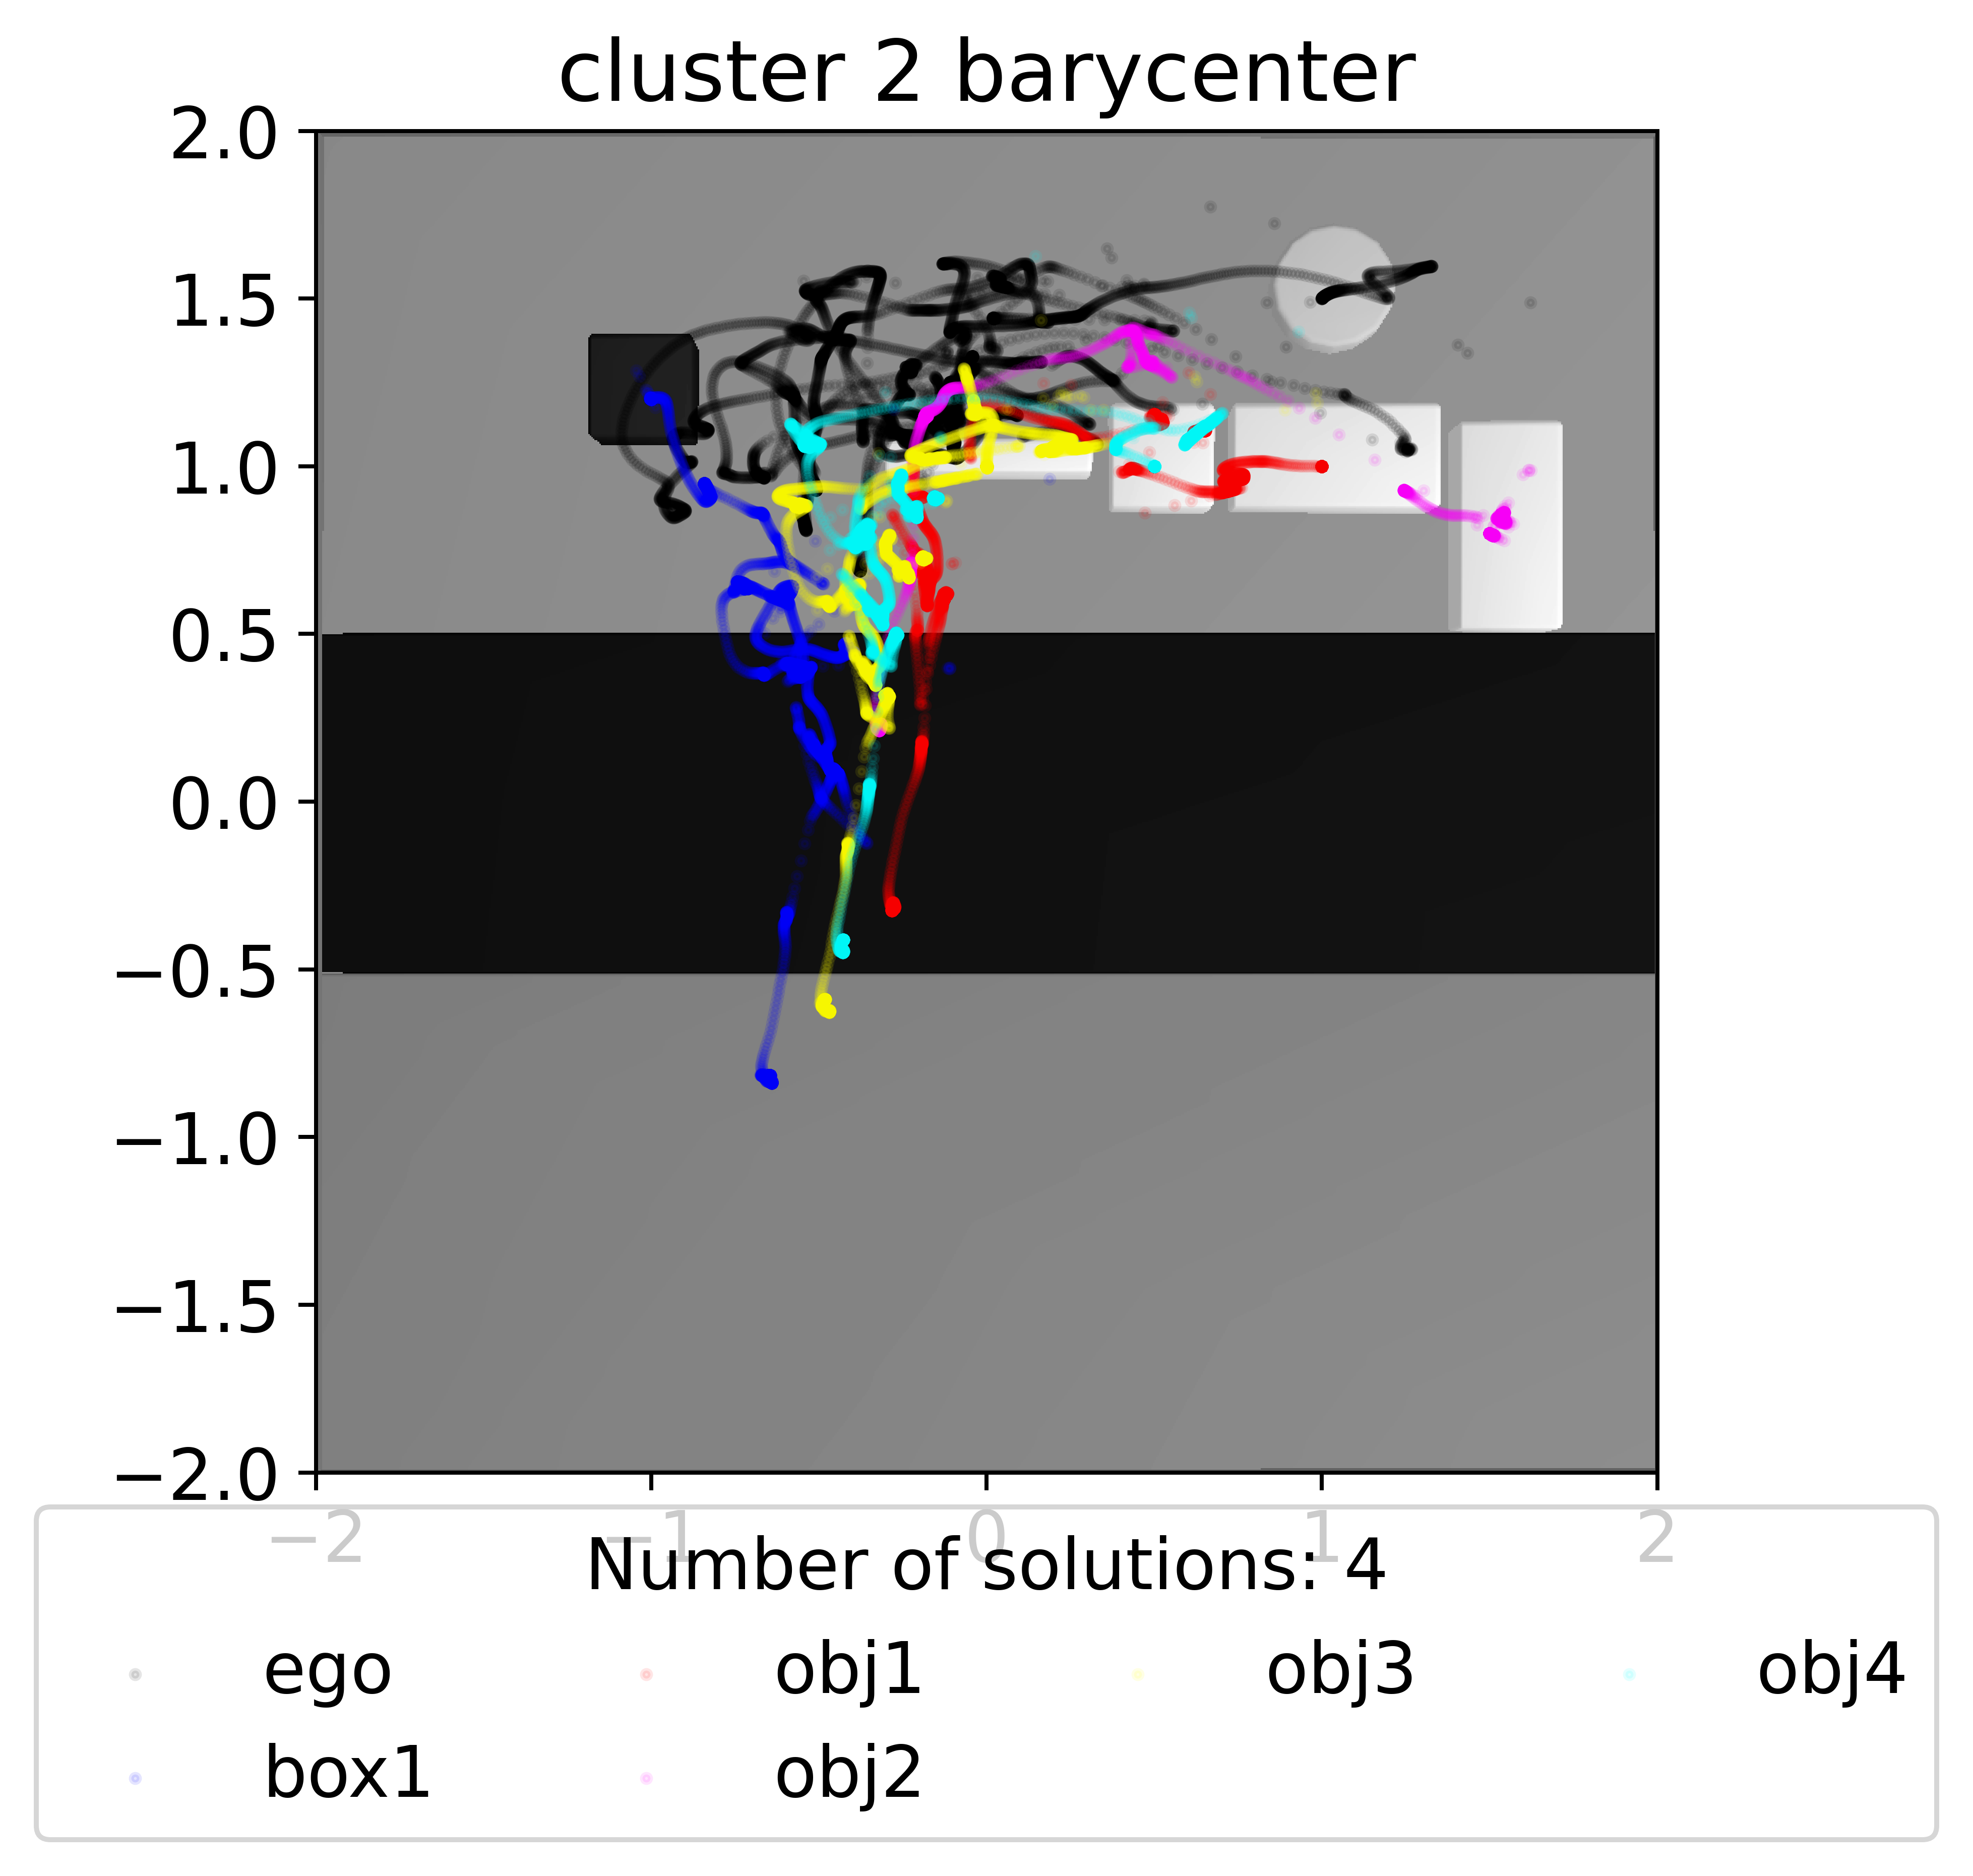 cluster 2 barycenter
2.0
1.5
1.0
0.5
0.0
−0.5
−1.0
−1.5
−2.0
−2 −1 0 1 2
Number of solutions: 4
ego obj1 obj3 obj4
box1 obj2